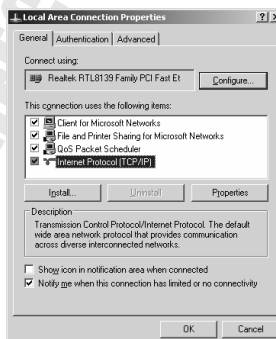 Local Area Connection Properties
General Authentication Advanced
Connect using:
Realtek RTL8139 Family PCI Fast Et
Configure...
This connection uses the following items:
Client for Microsoft Networks
File and Printer Sharing for Microsoft Networks
QoS Packet Scheduler
Internet Protocol (TCP/IP)
Install... Uninstall Properties
Description
Transmission Control Protocol/Internet Protocol. The default
wide area network protocol that provides communication
across diverse interconnected networks.
Show icon in notification area when connected
Notify me when this connection has limited or no connectivity
OK Cancel